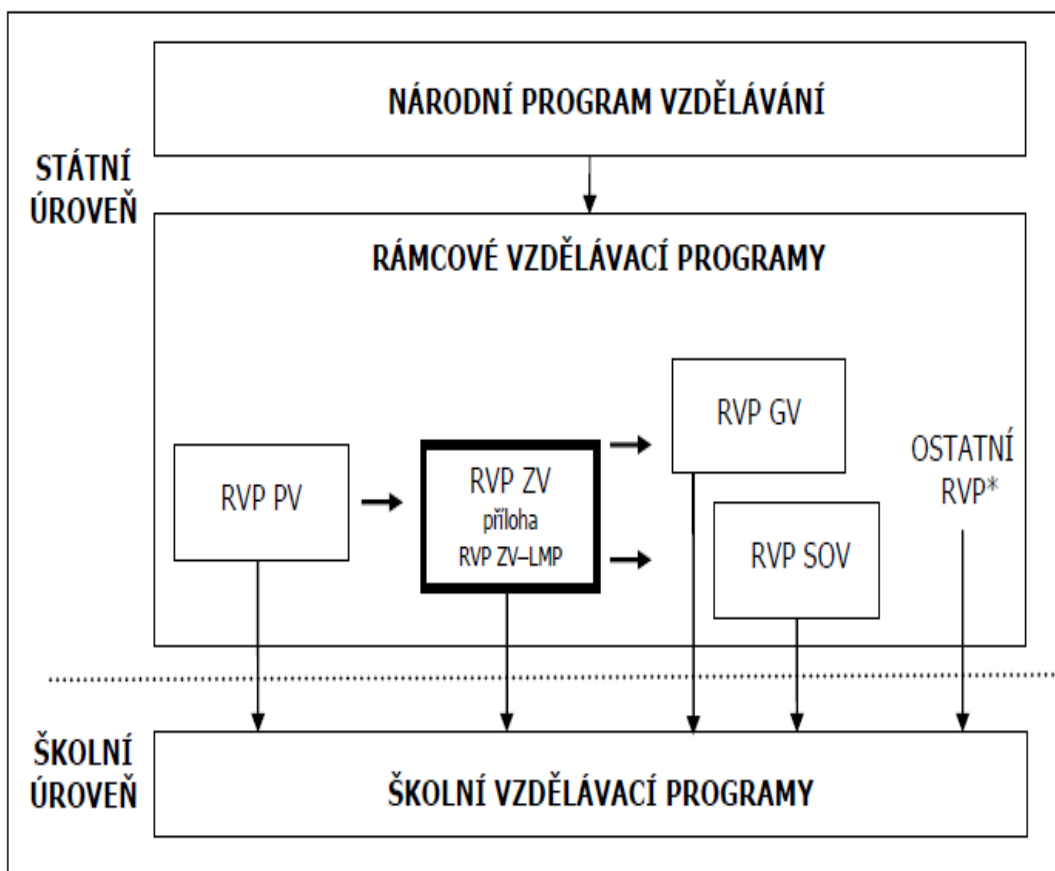 NÁRODNÍ PROGRAM VZDĚLÁVÁNÍ
STÁTNÍ
ÚROVEŇ
RÁMCOVÉ VZDĚLÁVACÍ PROGRAMY
RVP PV
RVP ZV
příloha
RVP ZV–LMP
RVP GV
RVP SOV
OSTATNÍ
RVP*
ŠKOLNÍ
ÚROVEŇ
ŠKOLNÍ VZDĚLÁVACÍ PROGRAMY